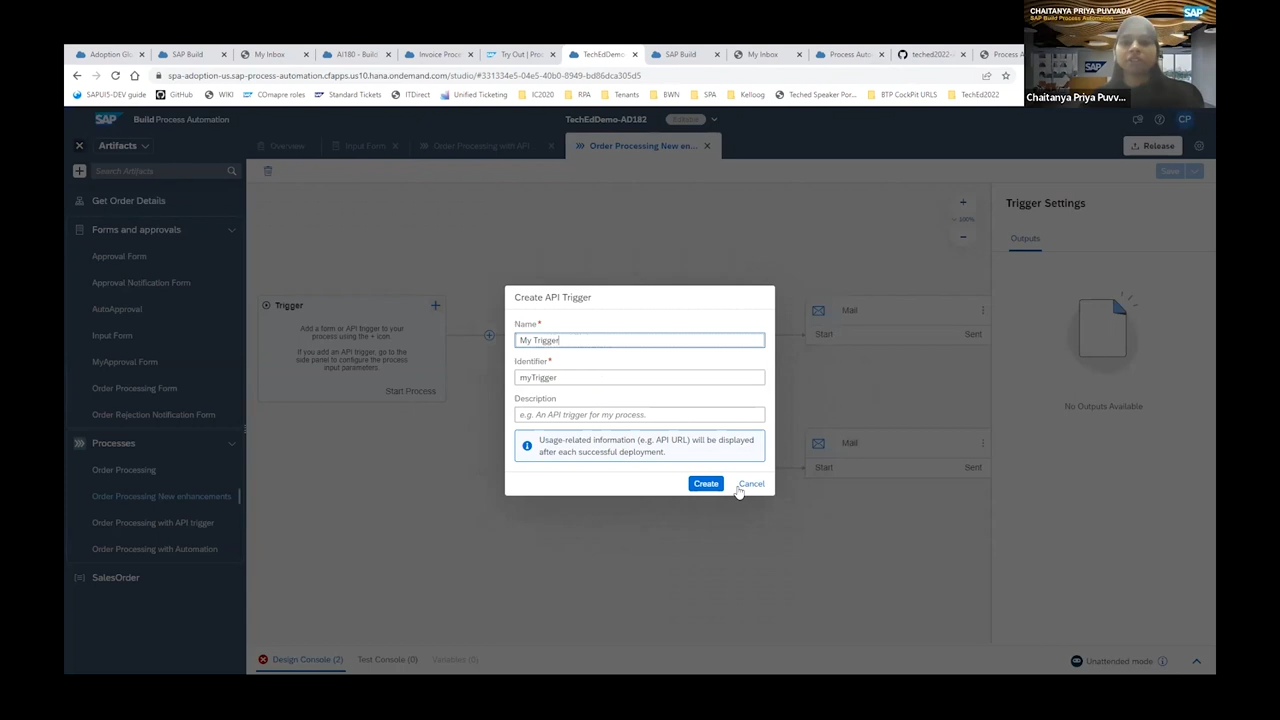 CHAITANYA PRIYA PUVVADA
SAP Build Process Automation
SAP
SAP
Chaitanya Priya Puvv...
SAP Build
My Inbox
AI180 - Build
Invoice Proc
Try Out | Proc
TechEdDemo-
SAP Build
My Inbox
Process Auto
teched2022-
spa-adoption-us.sap-process-automation.cfapps.us10.hana.ondemand.com/studio/#331334e5-04e5-40b0-8949-bd86dca305d5
SAPUI5-DEV guide
GitHub
WIKI
COmapre projects
Standard Tickets
ITDirect
Unified Ticketing
IC2020
RPA
Tenants
BWN
SPA
Kelloog
Teched Speaker Por...
BTP CockPit URLS
TechEd2022
SAP
Build Process Automation
TechEdDemo-AD182
CP
Artifacts
Overview
Input Form
Order Processing with API
Order Processing New en...
Release
Search Artifacts
Save
Get Order Details
Forms and approvals
Approval Form
Approval Notification Form
AutoApproval
Input Form
MyApproval Form
Order Processing Form
Order Rejection Notification Form
Processes
Order Processing
Order Processing New enhancements
Order Processing with API trigger
Order Processing with Automation
SalesOrder
Trigger
Add a form or API trigger to your
process using the + icon.
If you add an API trigger, go to the
side panel to configure the process
input parameters.
Start Process
100%
Create API Trigger
Name*
My Trigger
Identifier*
myTrigger
Description
e.g. An API trigger for my process.
Usage-related information (e.g. API URL) will be displayed
after each successful deployment.
Create
Cancel
Mail
Start
Sent
Mail
Start
Sent
Trigger Settings
Outputs
No Outputs Available
Design Console (2)
Test Console (0)
Variables (0)
Unattended mode